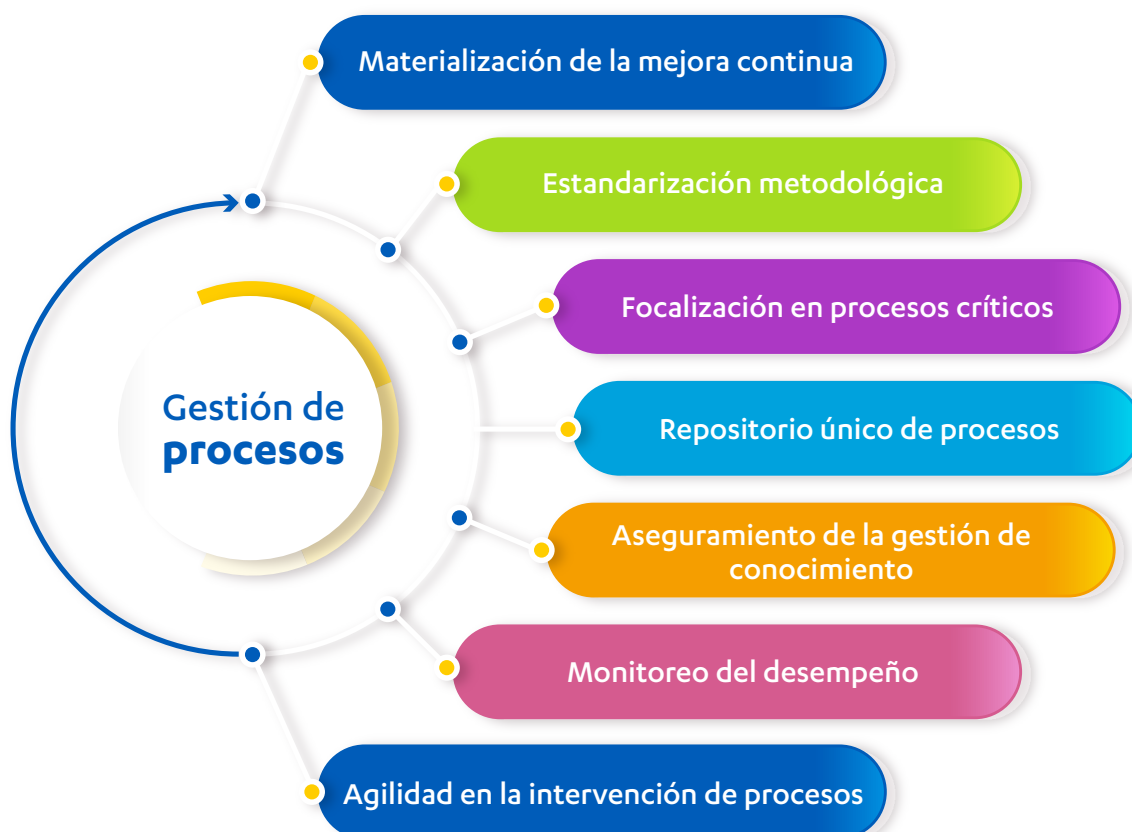 Materialización de la mejora continua
Estandarización metodológica
Focalización en procesos críticos
Gestión de
procesos
Repositorio único de procesos
Aseguramiento de la gestión de
conocimiento
Monitoreo del desempeño
Agilidad en la intervención de procesos